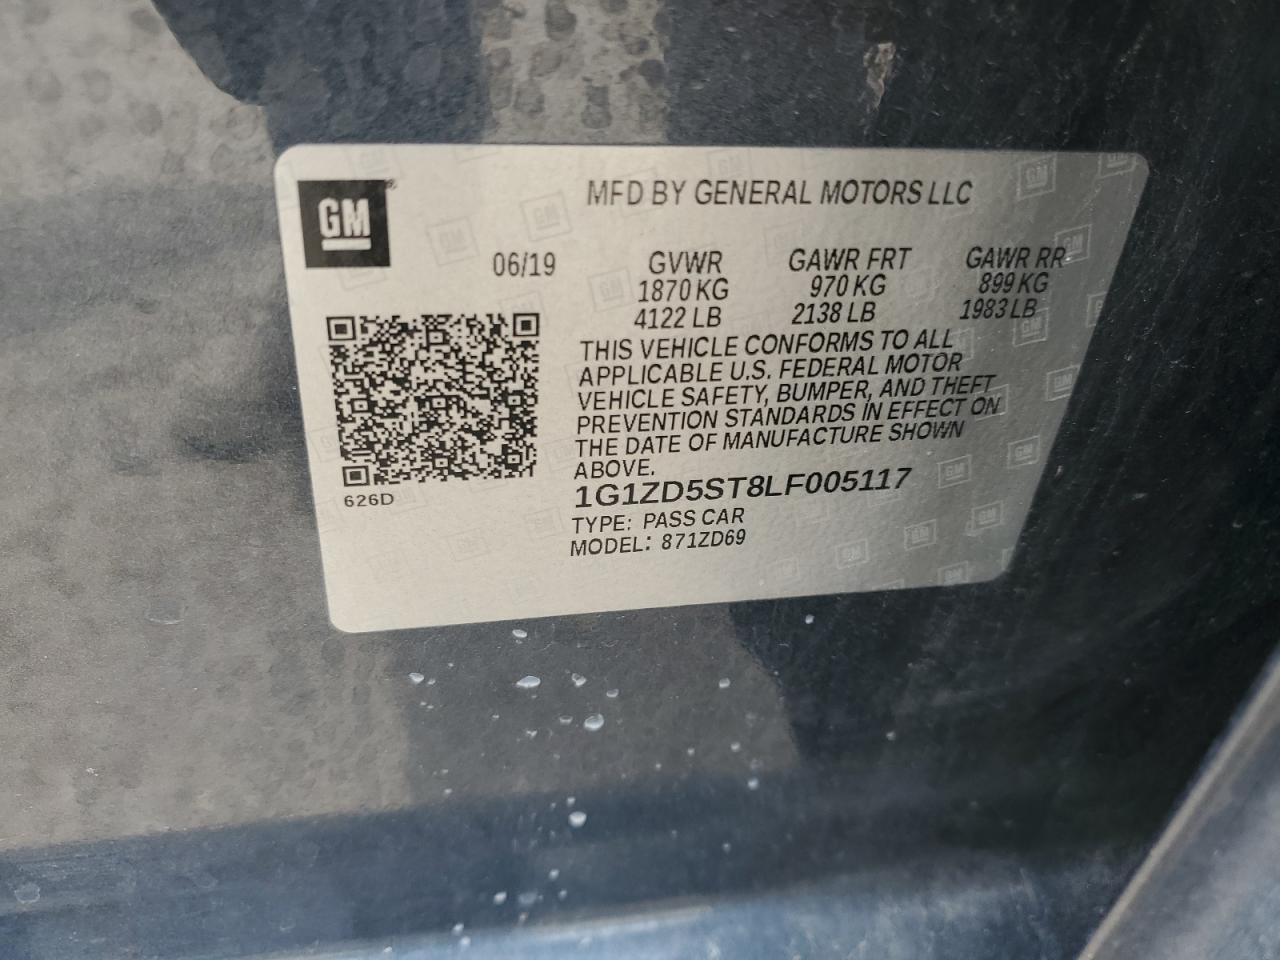 GM
MFD BY GENERAL MOTORS LLC
06/19 GVWR GAWR FRT GAWR RR
1870 KG 970 KG 899 KG
4122 LB 2138 LB 1983 LB
THIS VEHICLE CONFORMS TO ALL
APPLICABLE U.S. FEDERAL MOTOR
VEHICLE SAFETY, BUMPER, AND THEFT
PREVENTION STANDARDS IN EFFECT ON
THE DATE OF MANUFACTURE SHOWN
ABOVE.
626D
1G1ZD5ST8LF005117
TYPE: PASS CAR
MODEL: 871ZD69